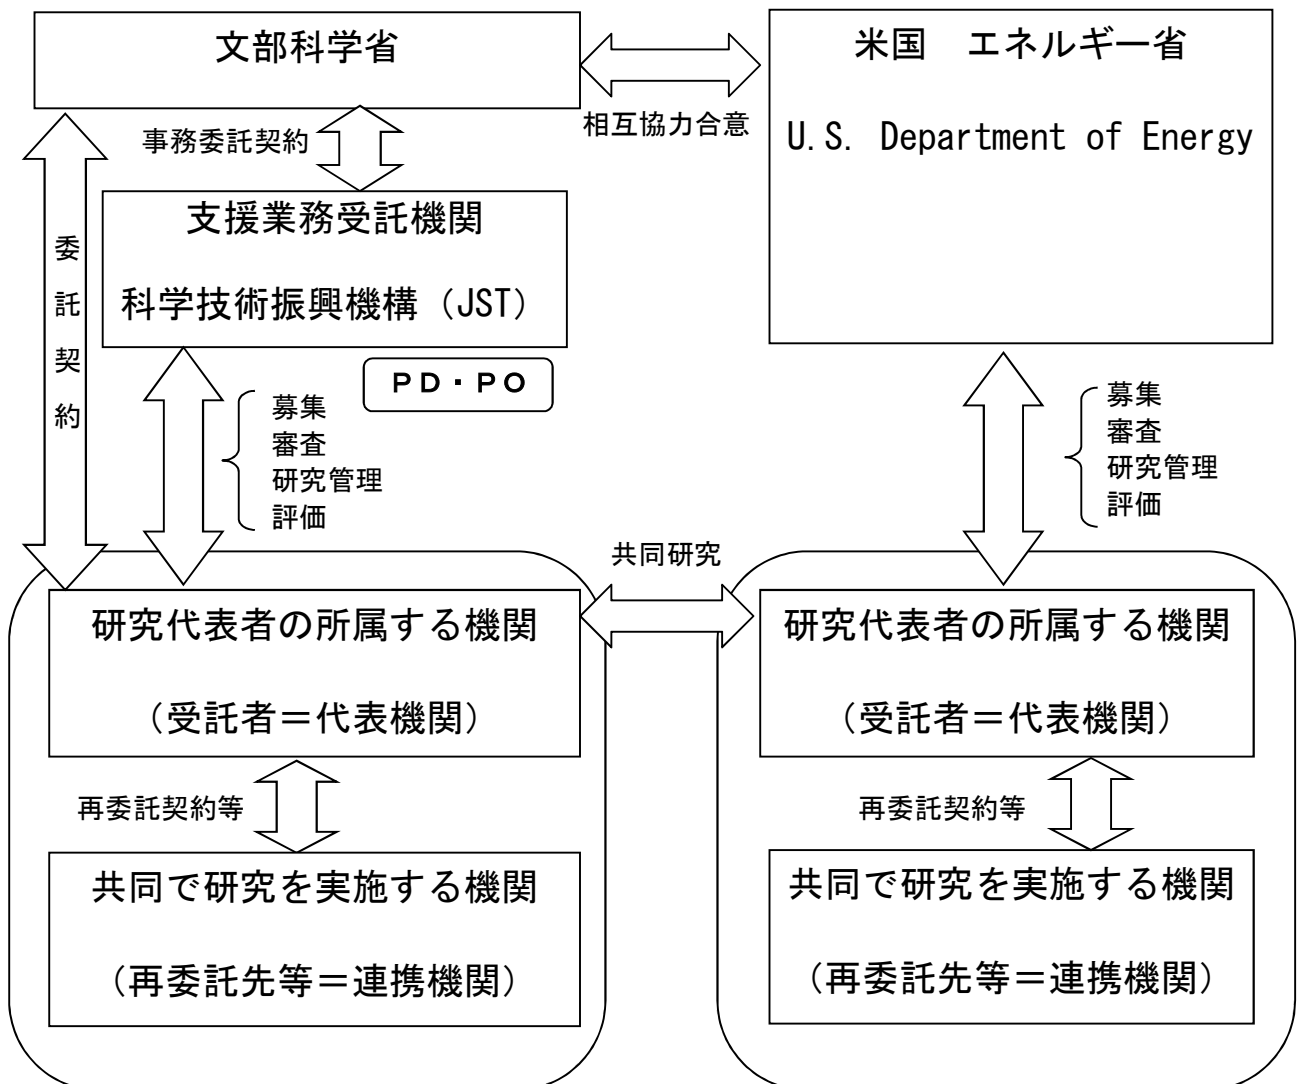 文部科学省
米国　エネルギー省
U.S. Department of Energy
相互協力合意
事務委託契約
支援業務受託機関
科学技術振興機構（JST）
委託契約
ＰＤ・ＰＯ
募集
審査
研究管理
評価
募集
審査
研究管理
評価
共同研究
研究代表者の所属する機関
（受託者＝代表機関）
研究代表者の所属する機関
（受託者＝代表機関）
再委託契約等
再委託契約等
共同で研究を実施する機関
（再委託先等＝連携機関）
共同で研究を実施する機関
（再委託先等＝連携機関）